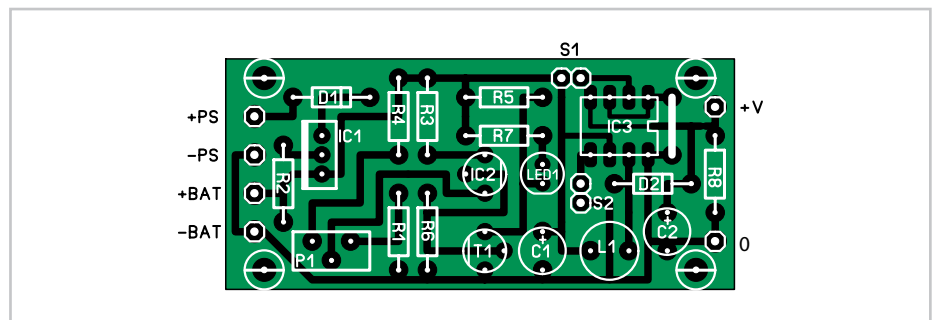 S1
+PS
-PS
+BAT
-BAT
D1
IC1
R2
P1
R4
R3
R1
R6
R5
R7
IC2
LED1
T1
C1
L1
IC3
S2
D2
C2
R8
+V
0